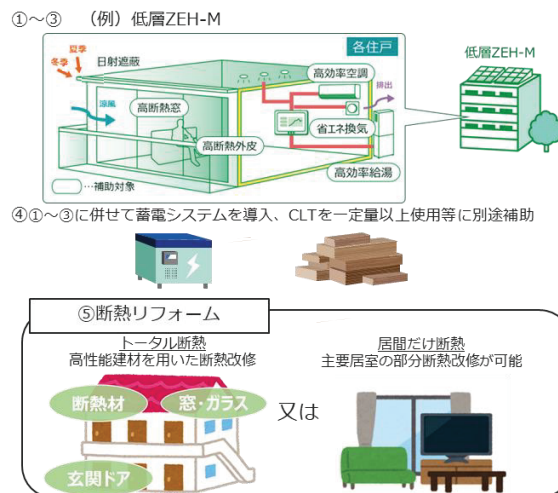 ①～③　（例）低層ZEH-M
各住戸
低層ZEH-M
夏季
冬季
日射遮蔽
涼風
高断熱窓
高断熱外皮
高効率空調
排出
省エネ換気
高効率給湯
…補助対象
④①～③に併せて蓄電システムを導入、CLTを一定量以上使用等に別途補助
⑤断熱リフォーム
トータル断熱
高性能建材を用いた断熱改修
居間だけ断熱
主要居室の部分断熱改修が可能
断熱材
窓・ガラス
玄関ドア
又は